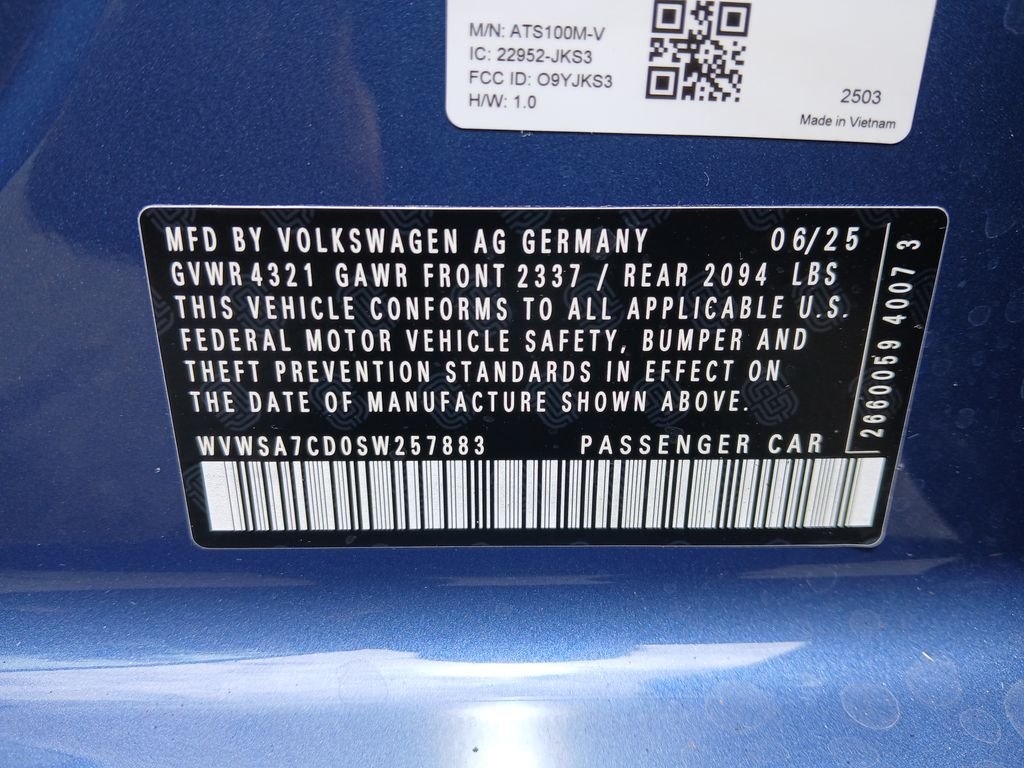 M/N: ATS100M-V
IC: 22952-JKS3
FCC ID: O9YJKS3
H/W: 1.0
2503
Made in Vietnam
MFD BY VOLKSWAGEN AG GERMANY 06/25
GVWR 4321 GAWR FRONT 2337 / REAR 2094 LBS
THIS VEHICLE CONFORMS TO ALL APPLICABLE U.S.
FEDERAL MOTOR VEHICLE SAFETY, BUMPER AND
THEFT PREVENTION STANDARDS IN EFFECT ON
THE DATE OF MANUFACTURE SHOWN ABOVE.
WVWSA7CD0SW257883 PASSENGER CAR
2660059 4007 3